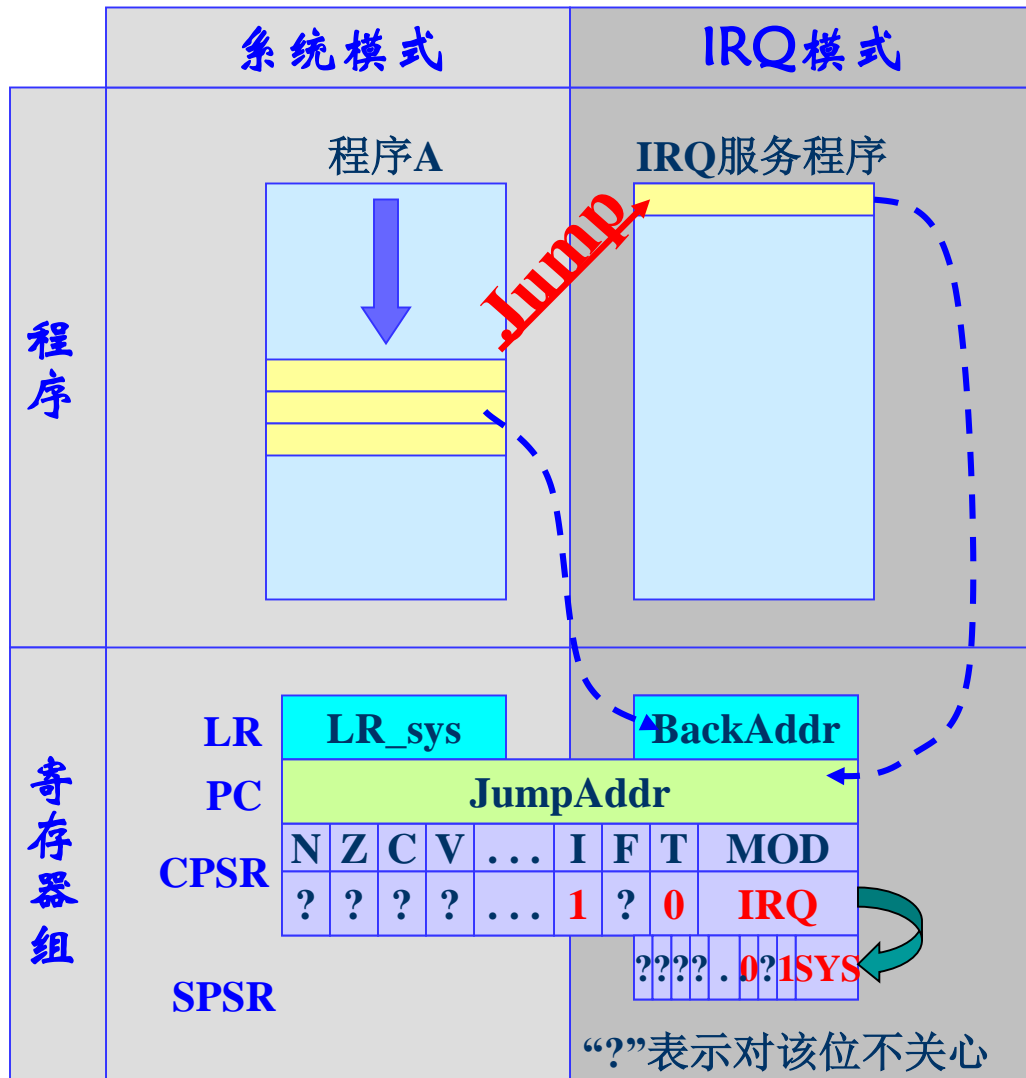 系统模式
IRQ模式
程序
程序A
IRQ服务程序
Jump
寄存器组
LR
LR_sys
BackAddr
PC
JumpAddr
CPSR
N Z C V ... I F T MOD
? ? ? ? ... 1 ? 0 IRQ
SPSR
???? . 0?1SYS
“?”表示对该位不关心